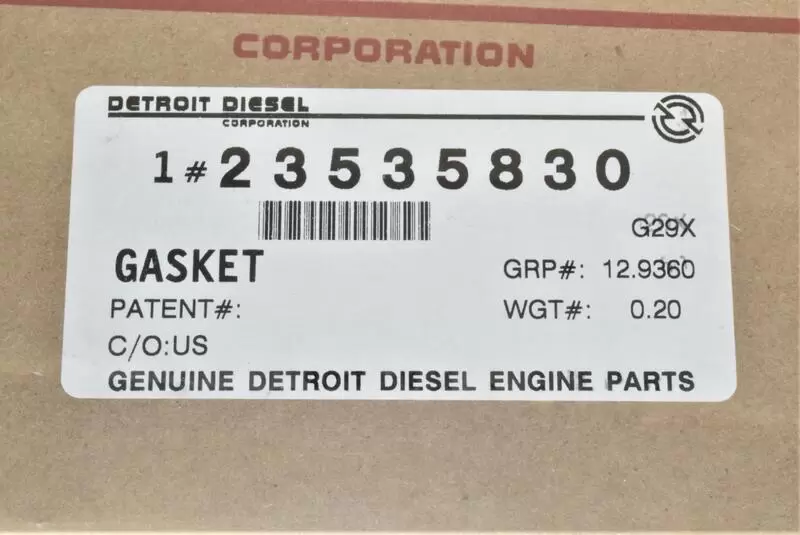 CORPORATION
DETROIT DIESEL
CORPORATION
1 # 23535830
G29X
GASKET
GRP#: 12.9360
PATENT#:
WGT#: 0.20
C/O:US
GENUINE DETROIT DIESEL ENGINE PARTS